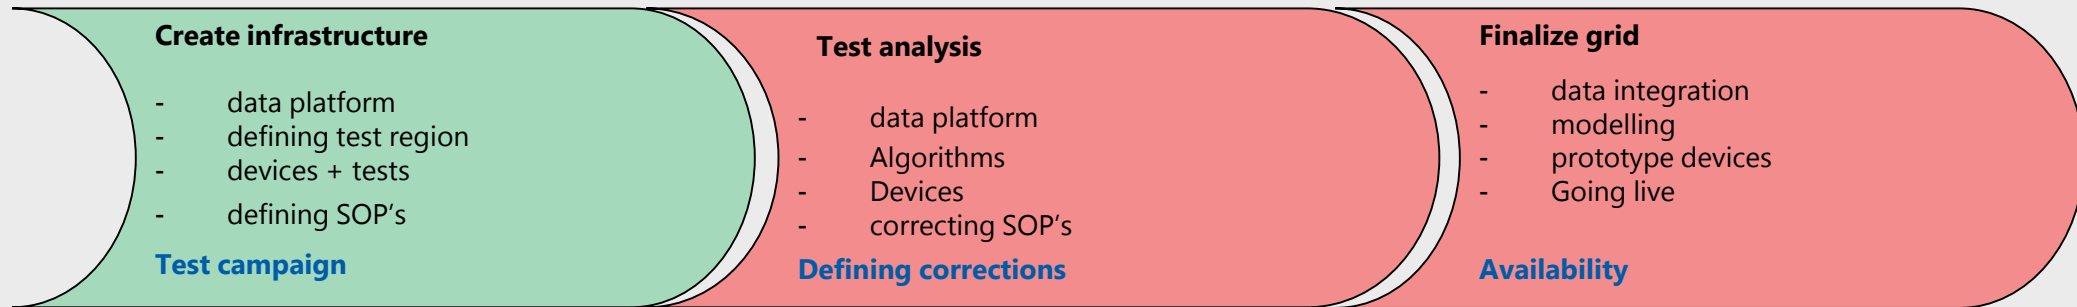 Create infrastructure
- data platform
- defining test region
- devices + tests
- defining SOP’s
Test campaign
Test analysis
- data platform
- Algorithms
- Devices
- correcting SOP’s
Defining corrections
Finalize grid
- data integration
- modelling
- prototype devices
- Going live
Availability